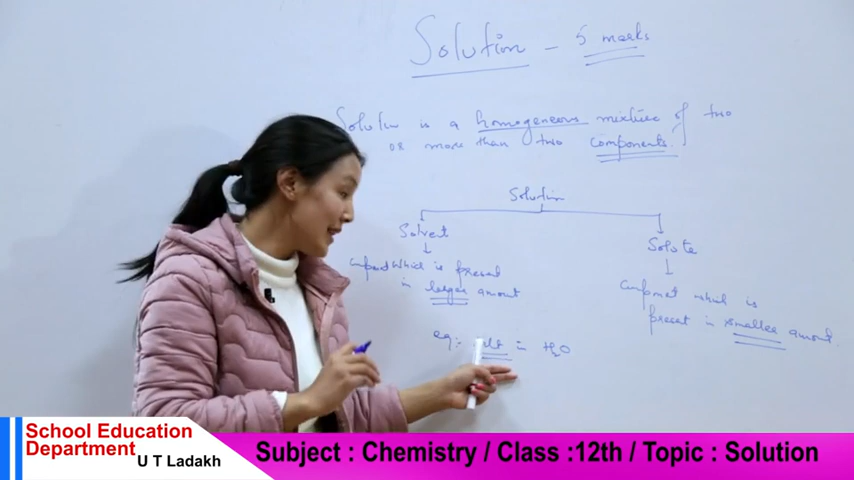 Solution - 5 marks
Solution is a homogeneous mixture of two
or more than two components.
Solution
Solvent
Solute
which is present
in larger amount
which is
present in smaller amount.
eg:- in H2O
School Education
Department
U T Ladakh
Subject : Chemistry / Class :12th / Topic : Solution